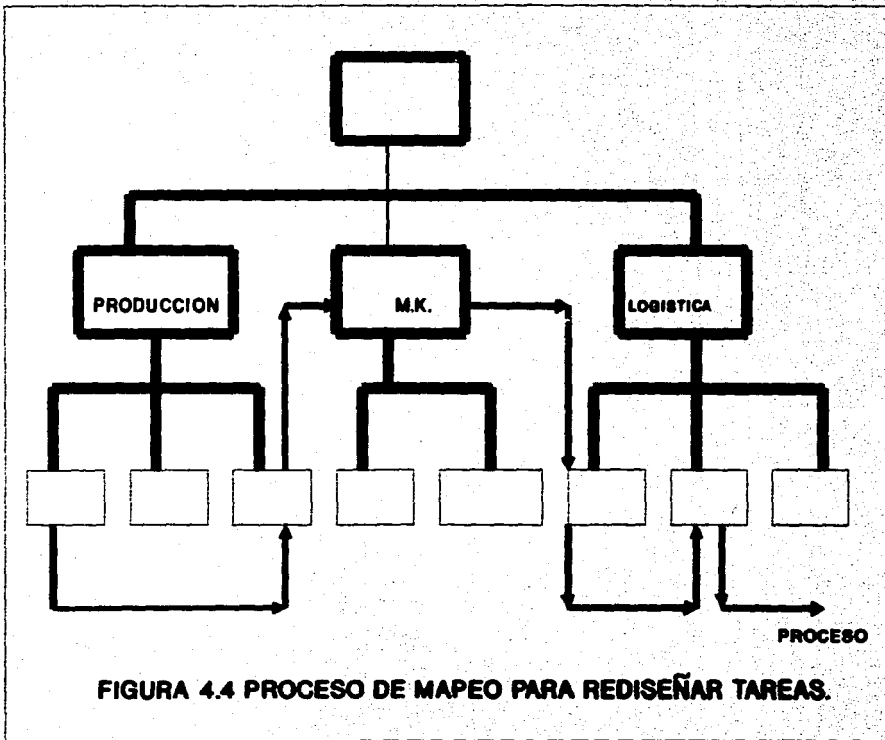 PRODUCCION
M.K.
LOGISTICA
PROCESO
FIGURA 4.4 PROCESO DE MAPEO PARA REDISEÑAR TAREAS.